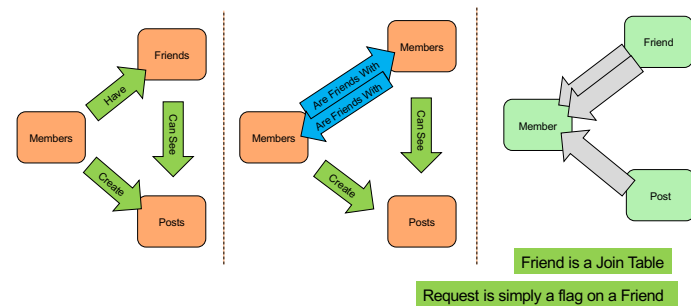 Friends
Have
Members
Can See
Create
Posts
Members
Are Friends With
Are Friends With
Members
Can See
Create
Posts
Friend
Member
Post
Friend is a Join Table
Request is simply a flag on a Friend